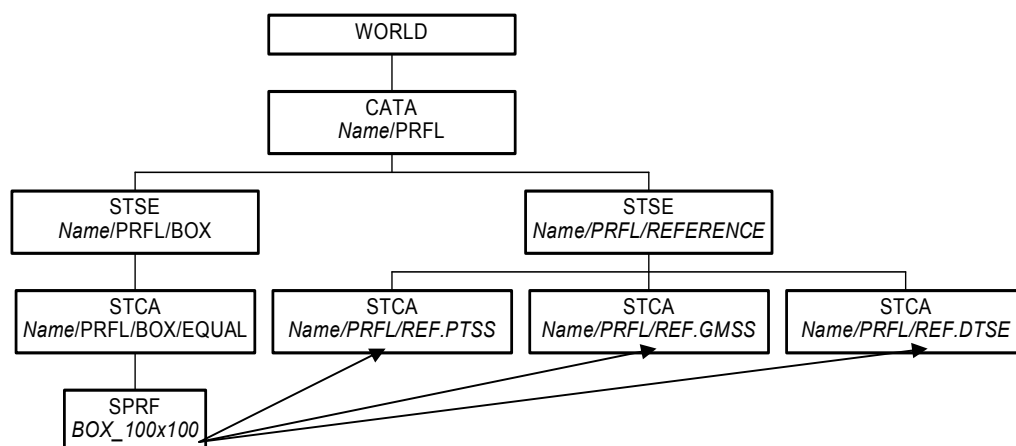 WORLD
CATA
Name/PRFL
STSE
Name/PRFL/BOX
STSE
Name/PRFL/REFERENCE
STCA
Name/PRFL/BOX/EQUAL
STCA
Name/PRFL/REF.PTSS
STCA
Name/PRFL/REF.GMSS
STCA
Name/PRFL/REF.DTSE
SPRF
BOX_100x100